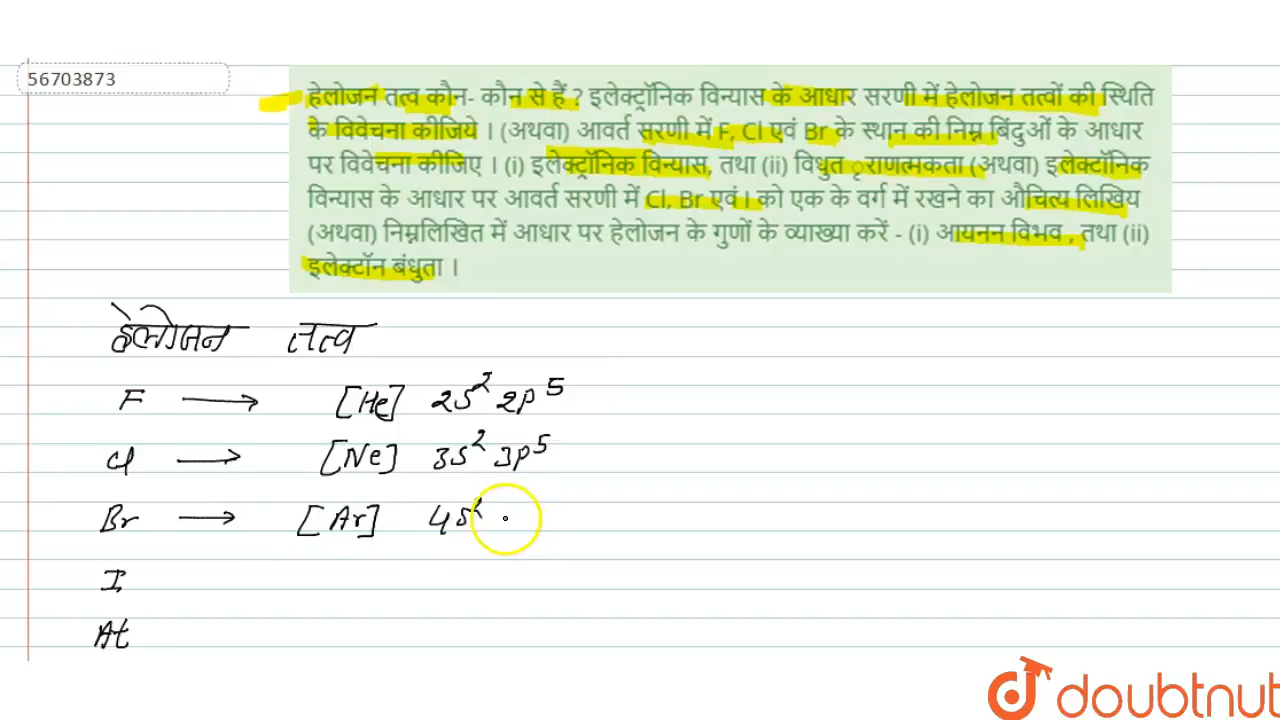 56703873
हेलोजन तत्व कौन- कौन से हैं ? इलेक्ट्रॉनिक विन्यास के आधार सरणी में हेलोजन तत्वों की स्थिति
के विवेचना कीजिये । (अथवा) आवर्त सरणी में F, Cl एवं Br के स्थान की निम्न बिंदुओं के आधार
पर विवेचना कीजिए । (i) इलेक्ट्रॉनिक विन्यास, तथा (ii) विधुत ृराणत्मकता (अथवा) इलेक्टॉनिक
विन्यास के आधार पर आवर्त सरणी में Cl, Br एवं I को एक के वर्ग में रखने का औचित्य लिखिय
(अथवा) निम्नलिखित में आधार पर हेलोजन के गुणों के व्याख्या करें - (i) आयनन विभव , तथा (ii)
इलेक्टॉन बंधुता ।
हेलोजन तत्व
F → [He] 2s² 2p⁵
Cl → [Ne] 3s² 3p⁵
Br → [Ar] 4s²
I
At
doubtnut